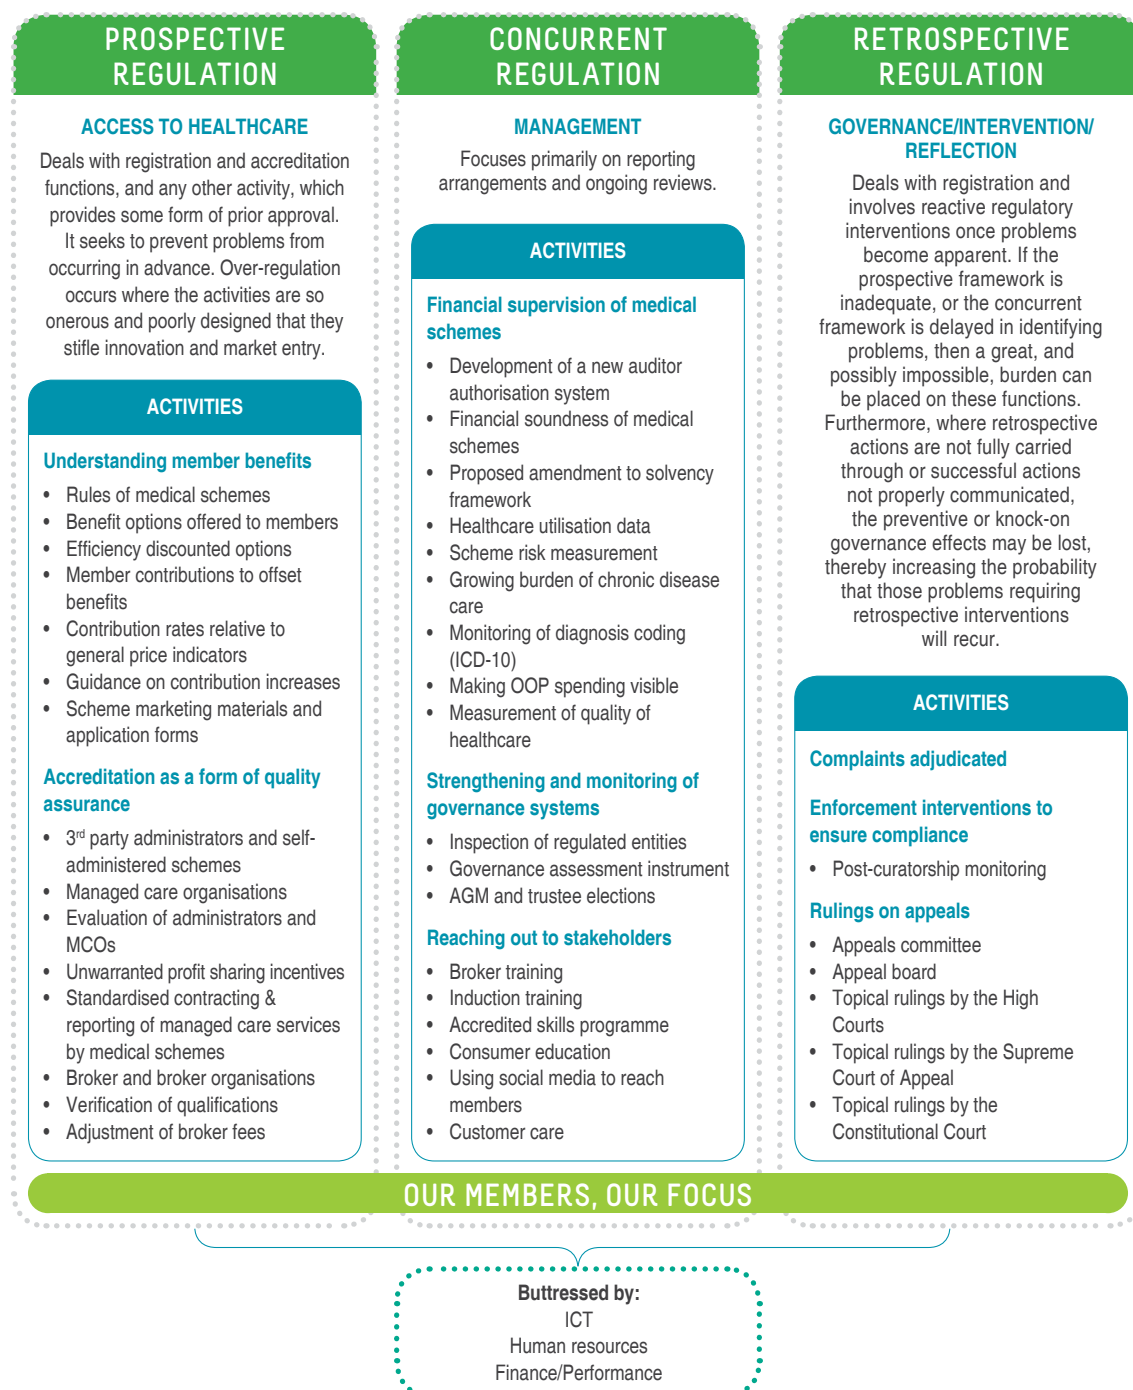 PROSPECTIVE
REGULATION
ACCESS TO HEALTHCARE
Deals with registration and accreditation
functions, and any other activity, which
provides some form of prior approval.
It seeks to prevent problems from
occurring in advance. Over-regulation
occurs where the activities are so
onerous and poorly designed that they
stifle innovation and market entry.
ACTIVITIES
Understanding member benefits
• Rules of medical schemes
• Benefit options offered to members
• Efficiency discounted options
• Member contributions to offset
benefits
• Contribution rates relative to
general price indicators
• Guidance on contribution increases
• Scheme marketing materials and
application forms
Accreditation as a form of quality
assurance
• 3rd party administrators and self-
administered schemes
• Managed care organisations
• Evaluation of administrators and
MCOs
• Unwarranted profit sharing incentives
• Standardised contracting &
reporting of managed care services
by medical schemes
• Broker and broker organisations
• Verification of qualifications
• Adjustment of broker fees
CONCURRENT
REGULATION
MANAGEMENT
Focuses primarily on reporting
arrangements and ongoing reviews.
ACTIVITIES
Financial supervision of medical
schemes
• Development of a new auditor
authorisation system
• Financial soundness of medical
schemes
• Proposed amendment to solvency
framework
• Healthcare utilisation data
• Scheme risk measurement
• Growing burden of chronic disease
care
• Monitoring of diagnosis coding
(ICD-10)
• Making OOP spending visible
• Measurement of quality of
healthcare
Strengthening and monitoring of
governance systems
• Inspection of regulated entities
• Governance assessment instrument
• AGM and trustee elections
Reaching out to stakeholders
• Broker training
• Induction training
• Accredited skills programme
• Consumer education
• Using social media to reach
members
• Customer care
RETROSPECTIVE
REGULATION
GOVERNANCE/INTERVENTION/
REFLECTION
Deals with registration and
involves reactive regulatory
interventions once problems
become apparent. If the
prospective framework is
inadequate, or the concurrent
framework is delayed in identifying
problems, then a great, and
possibly impossible, burden can
be placed on these functions.
Furthermore, where retrospective
actions are not fully carried
through or successful actions
not properly communicated,
the preventive or knock-on
governance effects may be lost,
thereby increasing the probability
that those problems requiring
retrospective interventions
will recur.
ACTIVITIES
Complaints adjudicated
Enforcement interventions to
ensure compliance
• Post-curatorship monitoring
Rulings on appeals
• Appeals committee
• Appeal board
• Topical rulings by the High
Courts
• Topical rulings by the Supreme
Court of Appeal
• Topical rulings by the
Constitutional Court
OUR MEMBERS, OUR FOCUS
Buttressed by:
ICT
Human resources
Finance/Performance